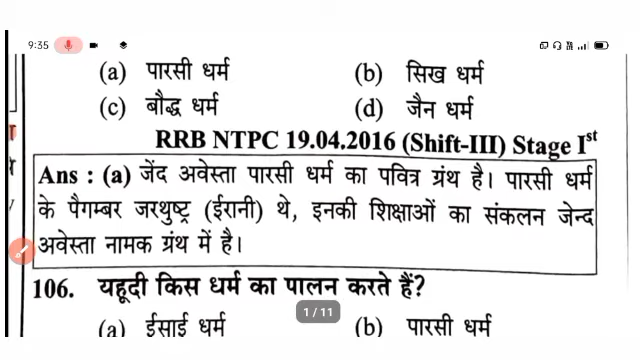 9:35
(a) पारसी धर्म (b) सिख धर्म
(c) बौद्ध धर्म (d) जैन धर्म
RRB NTPC 19.04.2016 (Shift-III) Stage Ist
Ans : (a) जेंद अवेस्ता पारसी धर्म का पवित्र ग्रंथ है। पारसी धर्म
के पैगम्बर जरथुष्ट्र (ईरानी) थे, इनकी शिक्षाओं का संकलन जेन्द
अवेस्ता नामक ग्रंथ में है।
106. यहूदी किस धर्म का पालन करते हैं?
1 / 11
(a) ईसाई धर्म (b) पारसी धर्म